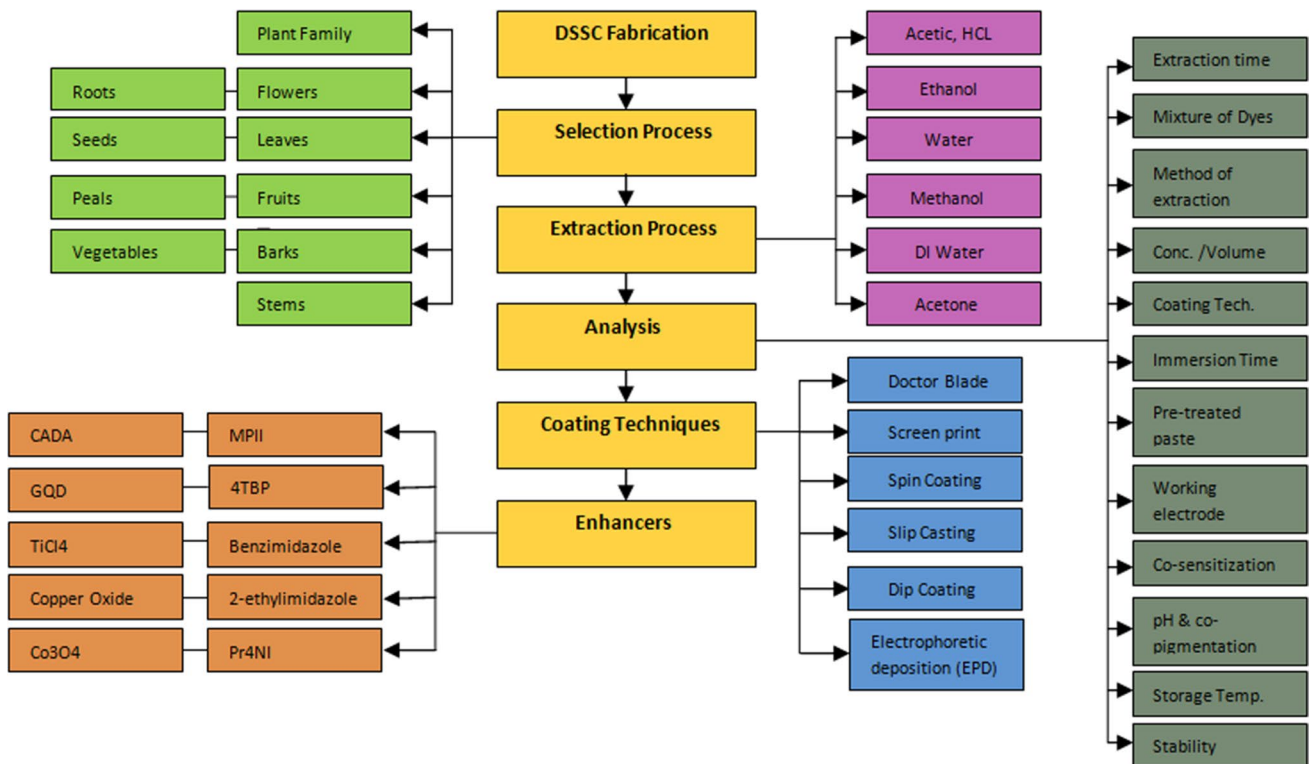 DSSC Fabrication
Selection Process
Extraction Process
Analysis
Coating Techniques
Enhancers
Plant Family
Roots
Flowers
Seeds
Leaves
Peals
Fruits
Vegetables
Barks
Stems
Acetic, HCL
Ethanol
Water
Methanol
DI Water
Acetone
Extraction time
Mixture of Dyes
Method of
extraction
Conc. /Volume
Coating Tech.
Immersion Time
Pre-treated
paste
Working
electrode
Co-sensitization
pH & co-
pigmentation
Storage Temp.
Stability
Doctor Blade
Screen print
Spin Coating
Slip Casting
Dip Coating
Electrophoretic
deposition (EPD)
CADA
MPII
GQD
4TBP
TiCl4
Benzimidazole
Copper Oxide
2-ethylimidazole
Co3O4
Pr4NI